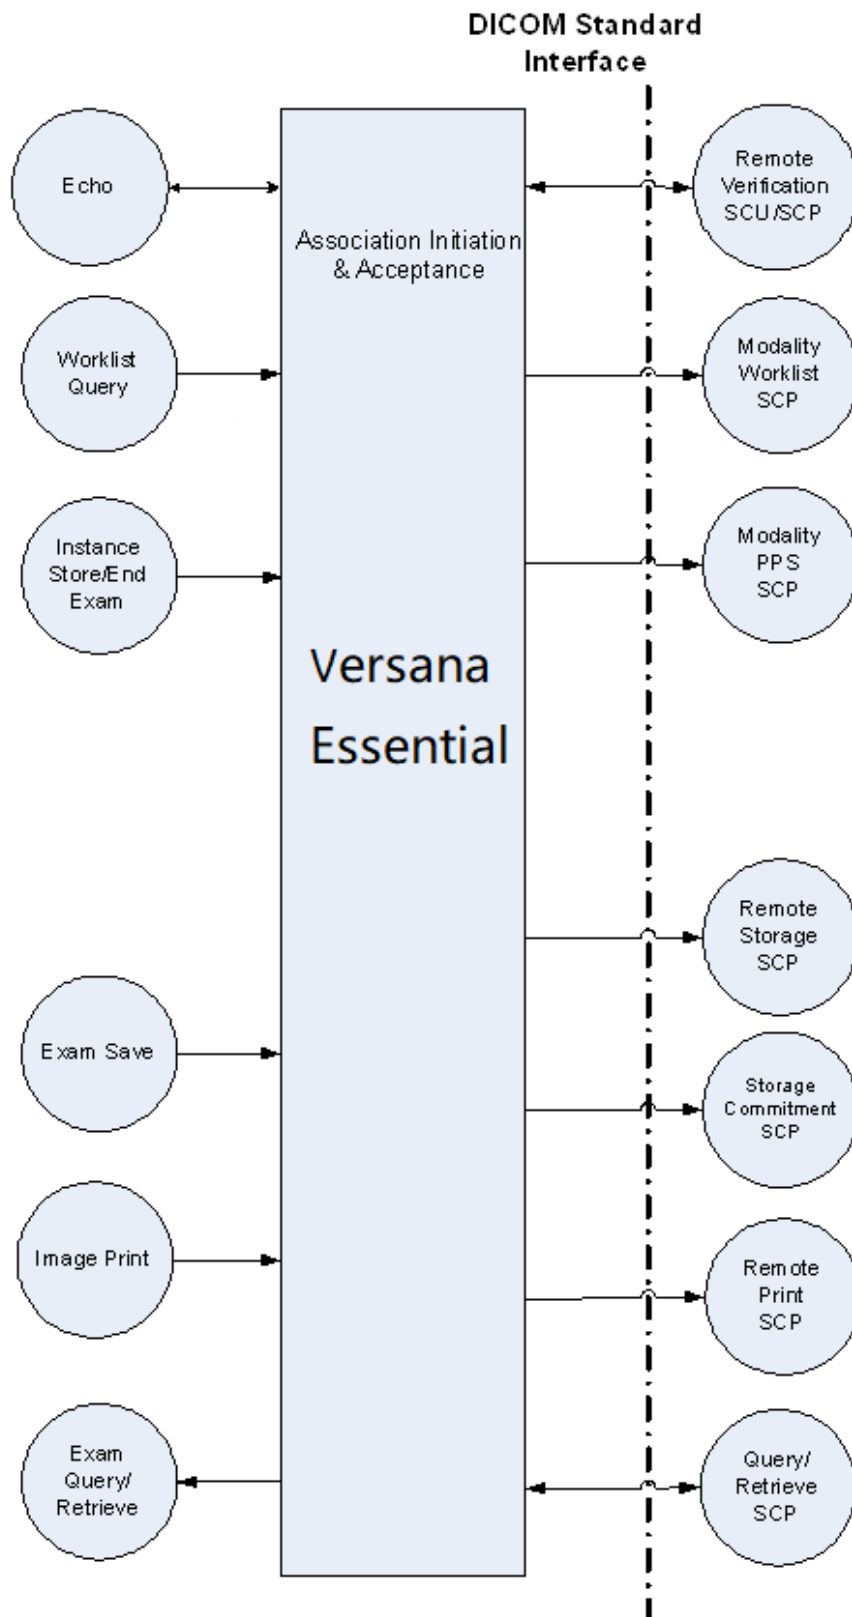 DICOM Standard
Interface
Echo
Association Initiation
& Acceptance
Remote
Verification
SCU/SCP
Worklist
Query
Modality
Worklist
SCP
Instance
Store/End
Exam
Modality
PPS
SCP
Versana
Essential
Remote
Storage
SCP
Exam Save
Storage
Commitment
SCP
Image Print
Remote
Print
SCP
Exam
Query/
Retrieve
Query/
Retrieve
SCP